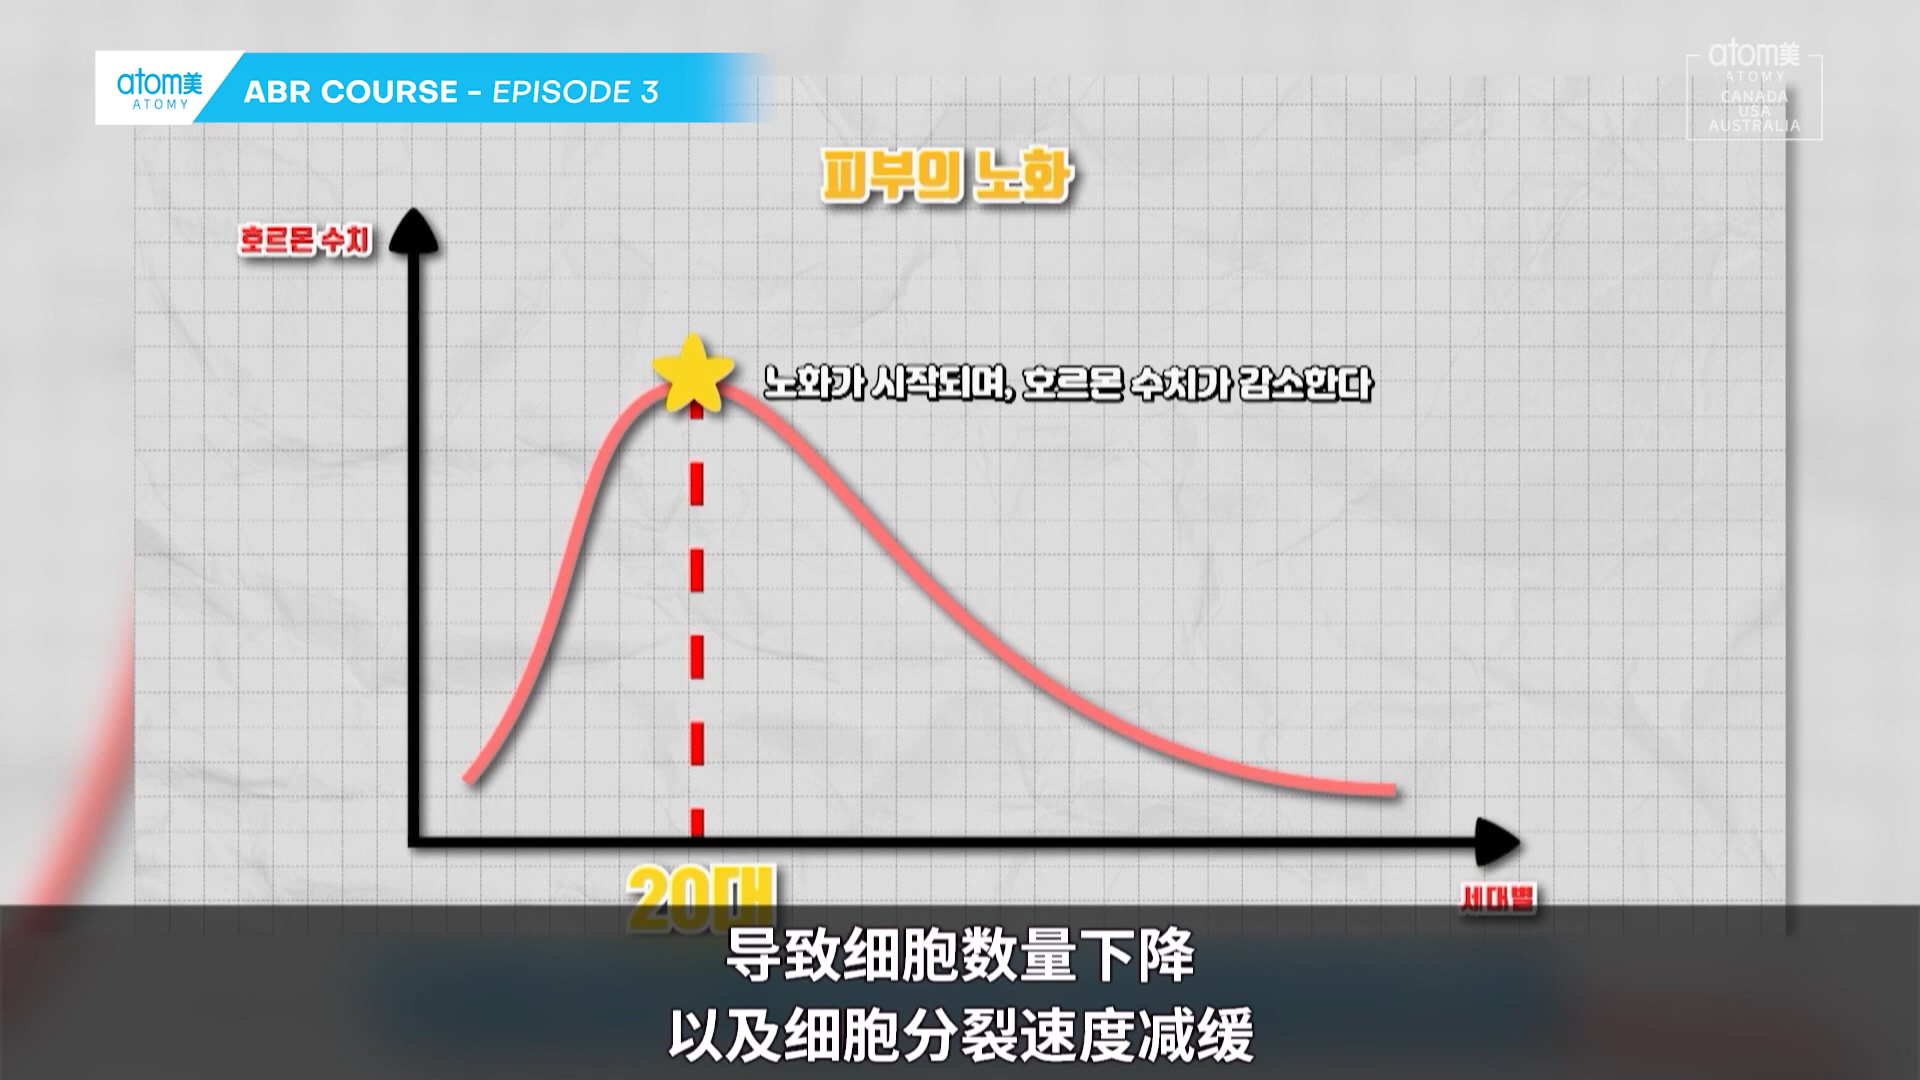 atom美
ATOMY
ABR COURSE - EPISODE 3
atom美
ATOMY
CANADA
USA
AUSTRALIA
피부의 노화
호르몬 수치
노화가 시작되며, 호르몬 수치가 감소한다
20대
세대별
导致细胞数量下降
以及细胞分裂速度减缓